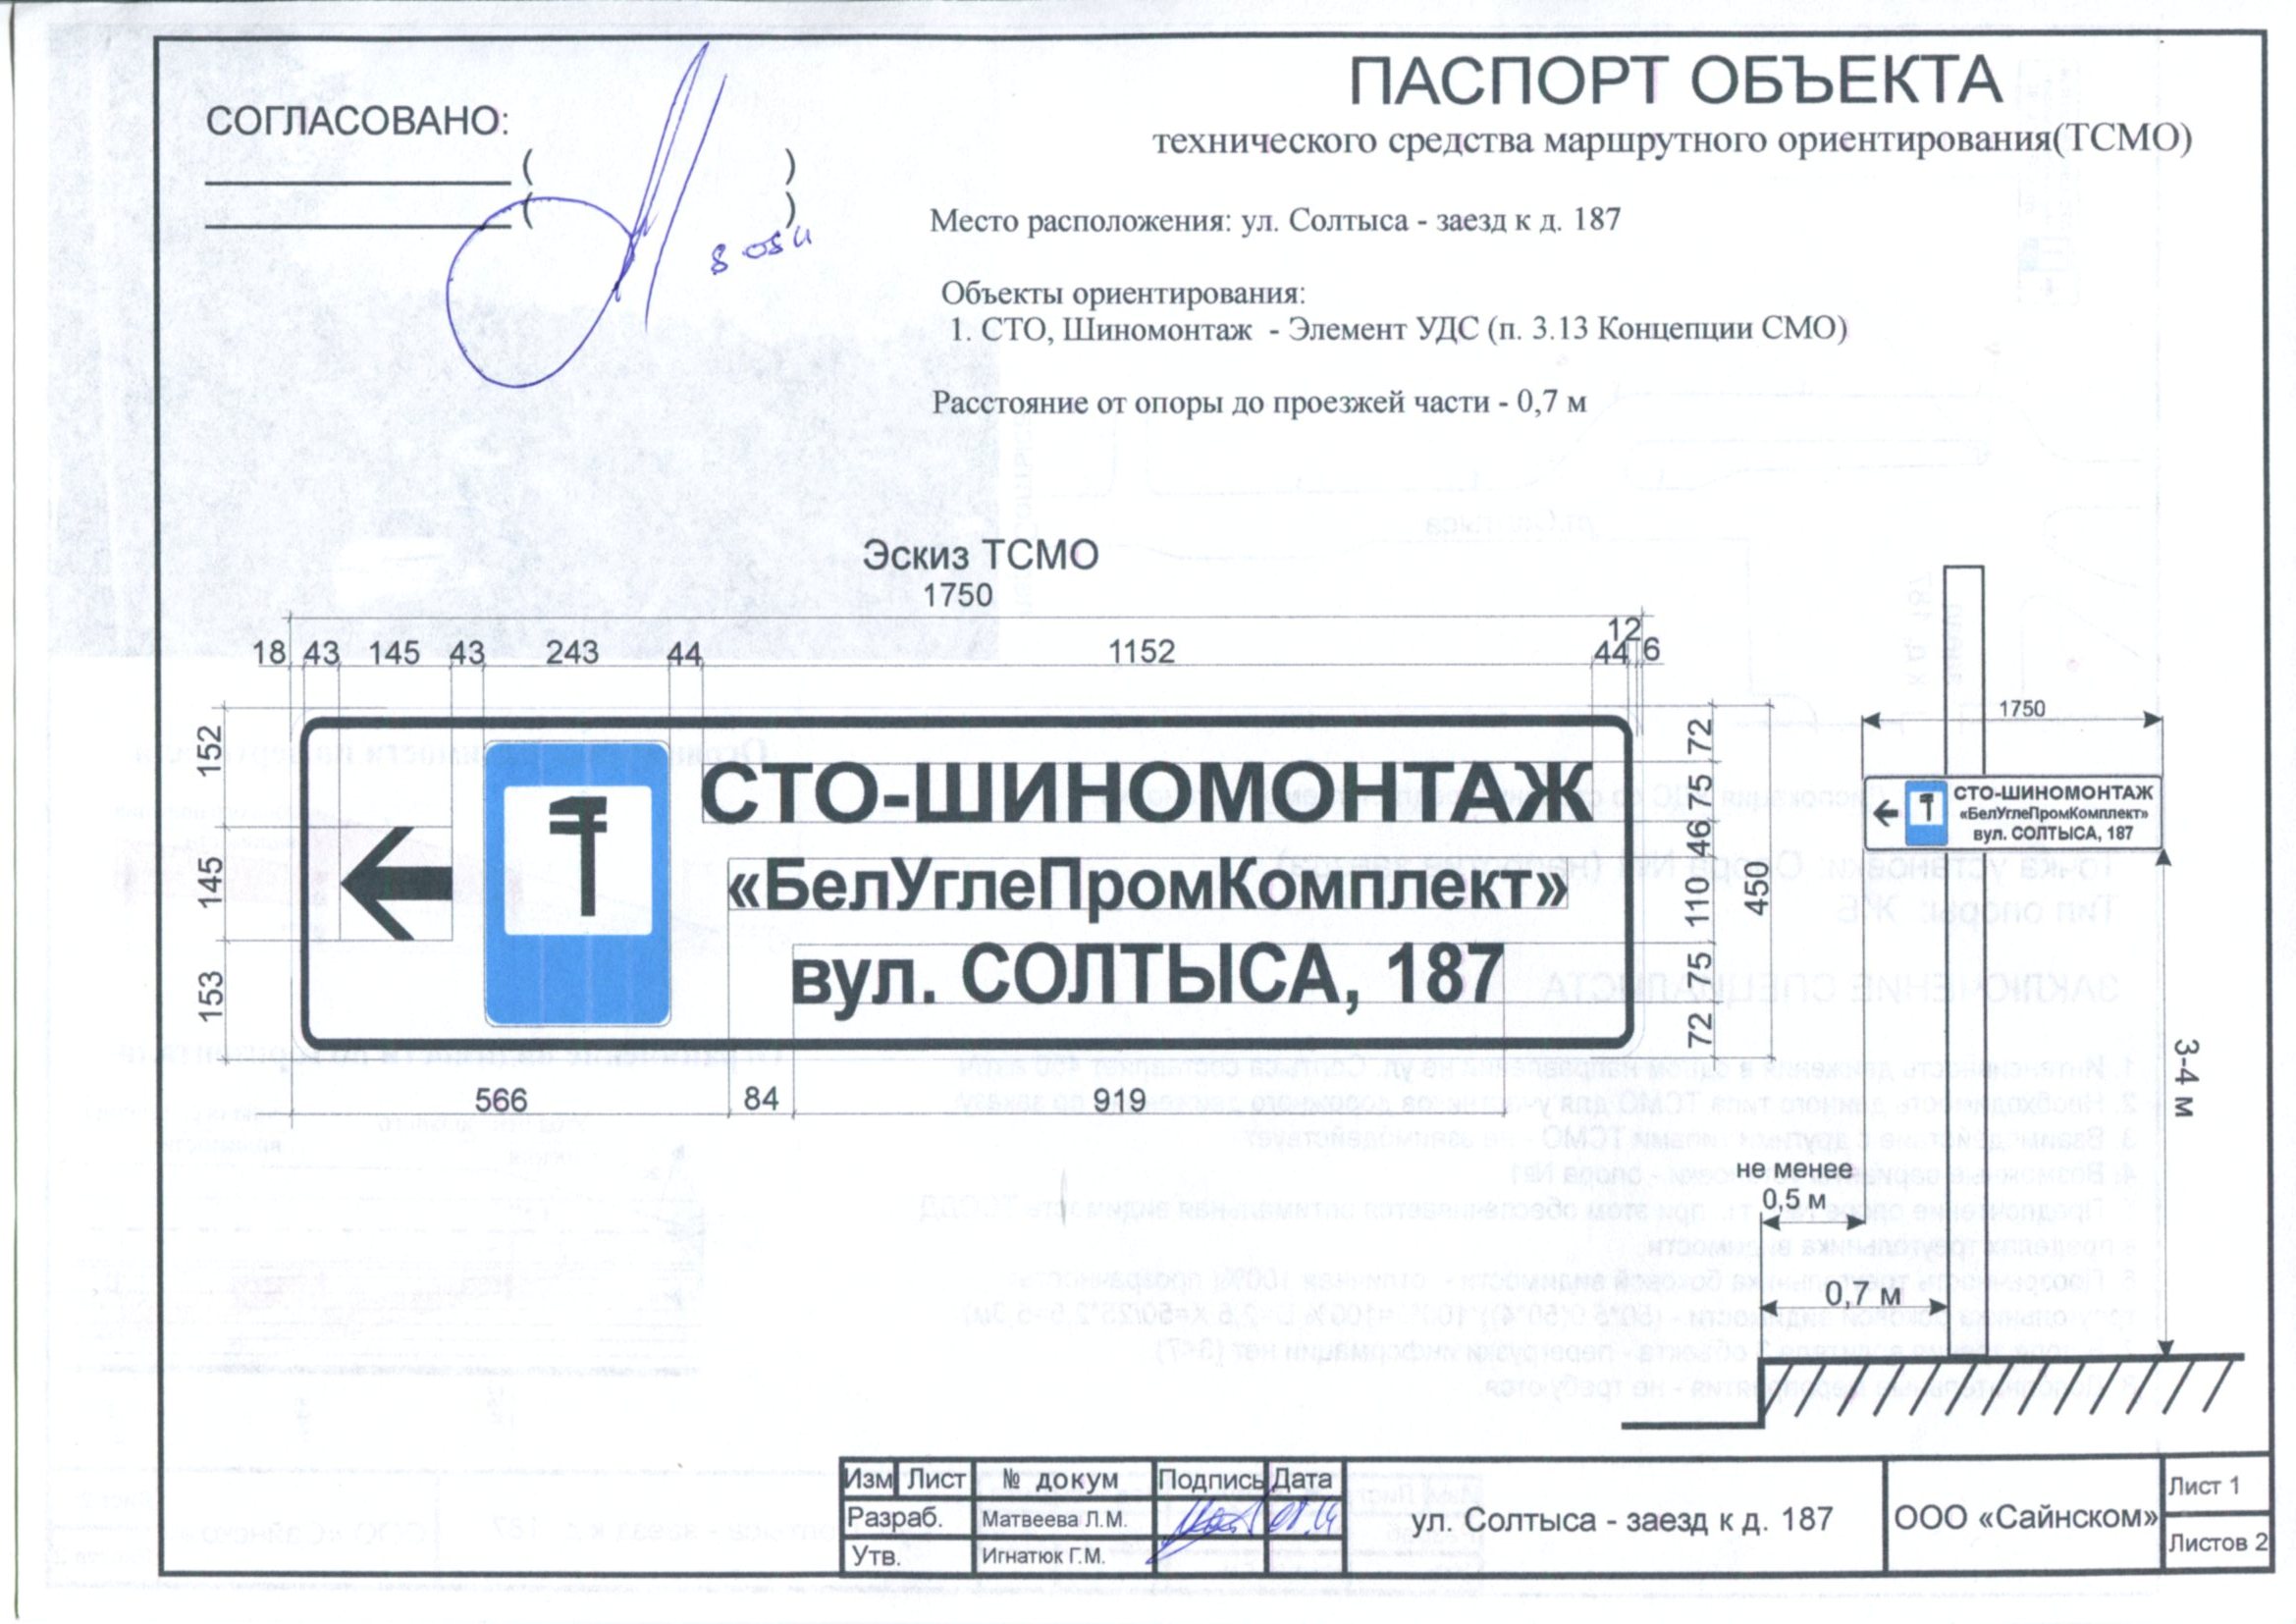 СОГЛАСОВАНО:
( )
( )
ПАСПОРТ ОБЪЕКТА
технического средства маршрутного ориентирования(ТСМО)
Место расположения: ул. Солтыса - заезд к д. 187
Объекты ориентирования:
1. СТО, Шиномонтаж - Элемент УДС (п. 3.13 Концепции СМО)
Расстояние от опоры до проезжей части - 0,7 м
Эскиз ТСМО
1750
18 43 145 43 243 44 1152 44 12 6
152
145
153
СТО- ШИНОМОНТАЖ
«БелУглеПромКомплект»
вул. СОЛТЫСА, 187
72
75
46
110
75
72
450
566 84 919
1750
СТО-ШИНОМОНТАЖ
«БелУглеПромКомплект»
вул. СОЛТЫСА, 187
3-4 м
не менее
0,5 м
0,7 м
Изм Лист № докум Подпись Дата
Разраб. Матвеева Л.М.
Утв. Игнатюк Г.М.
ул. Солтыса - заезд к д. 187
ООО «Сайнском»
Лист 1
Листов 2